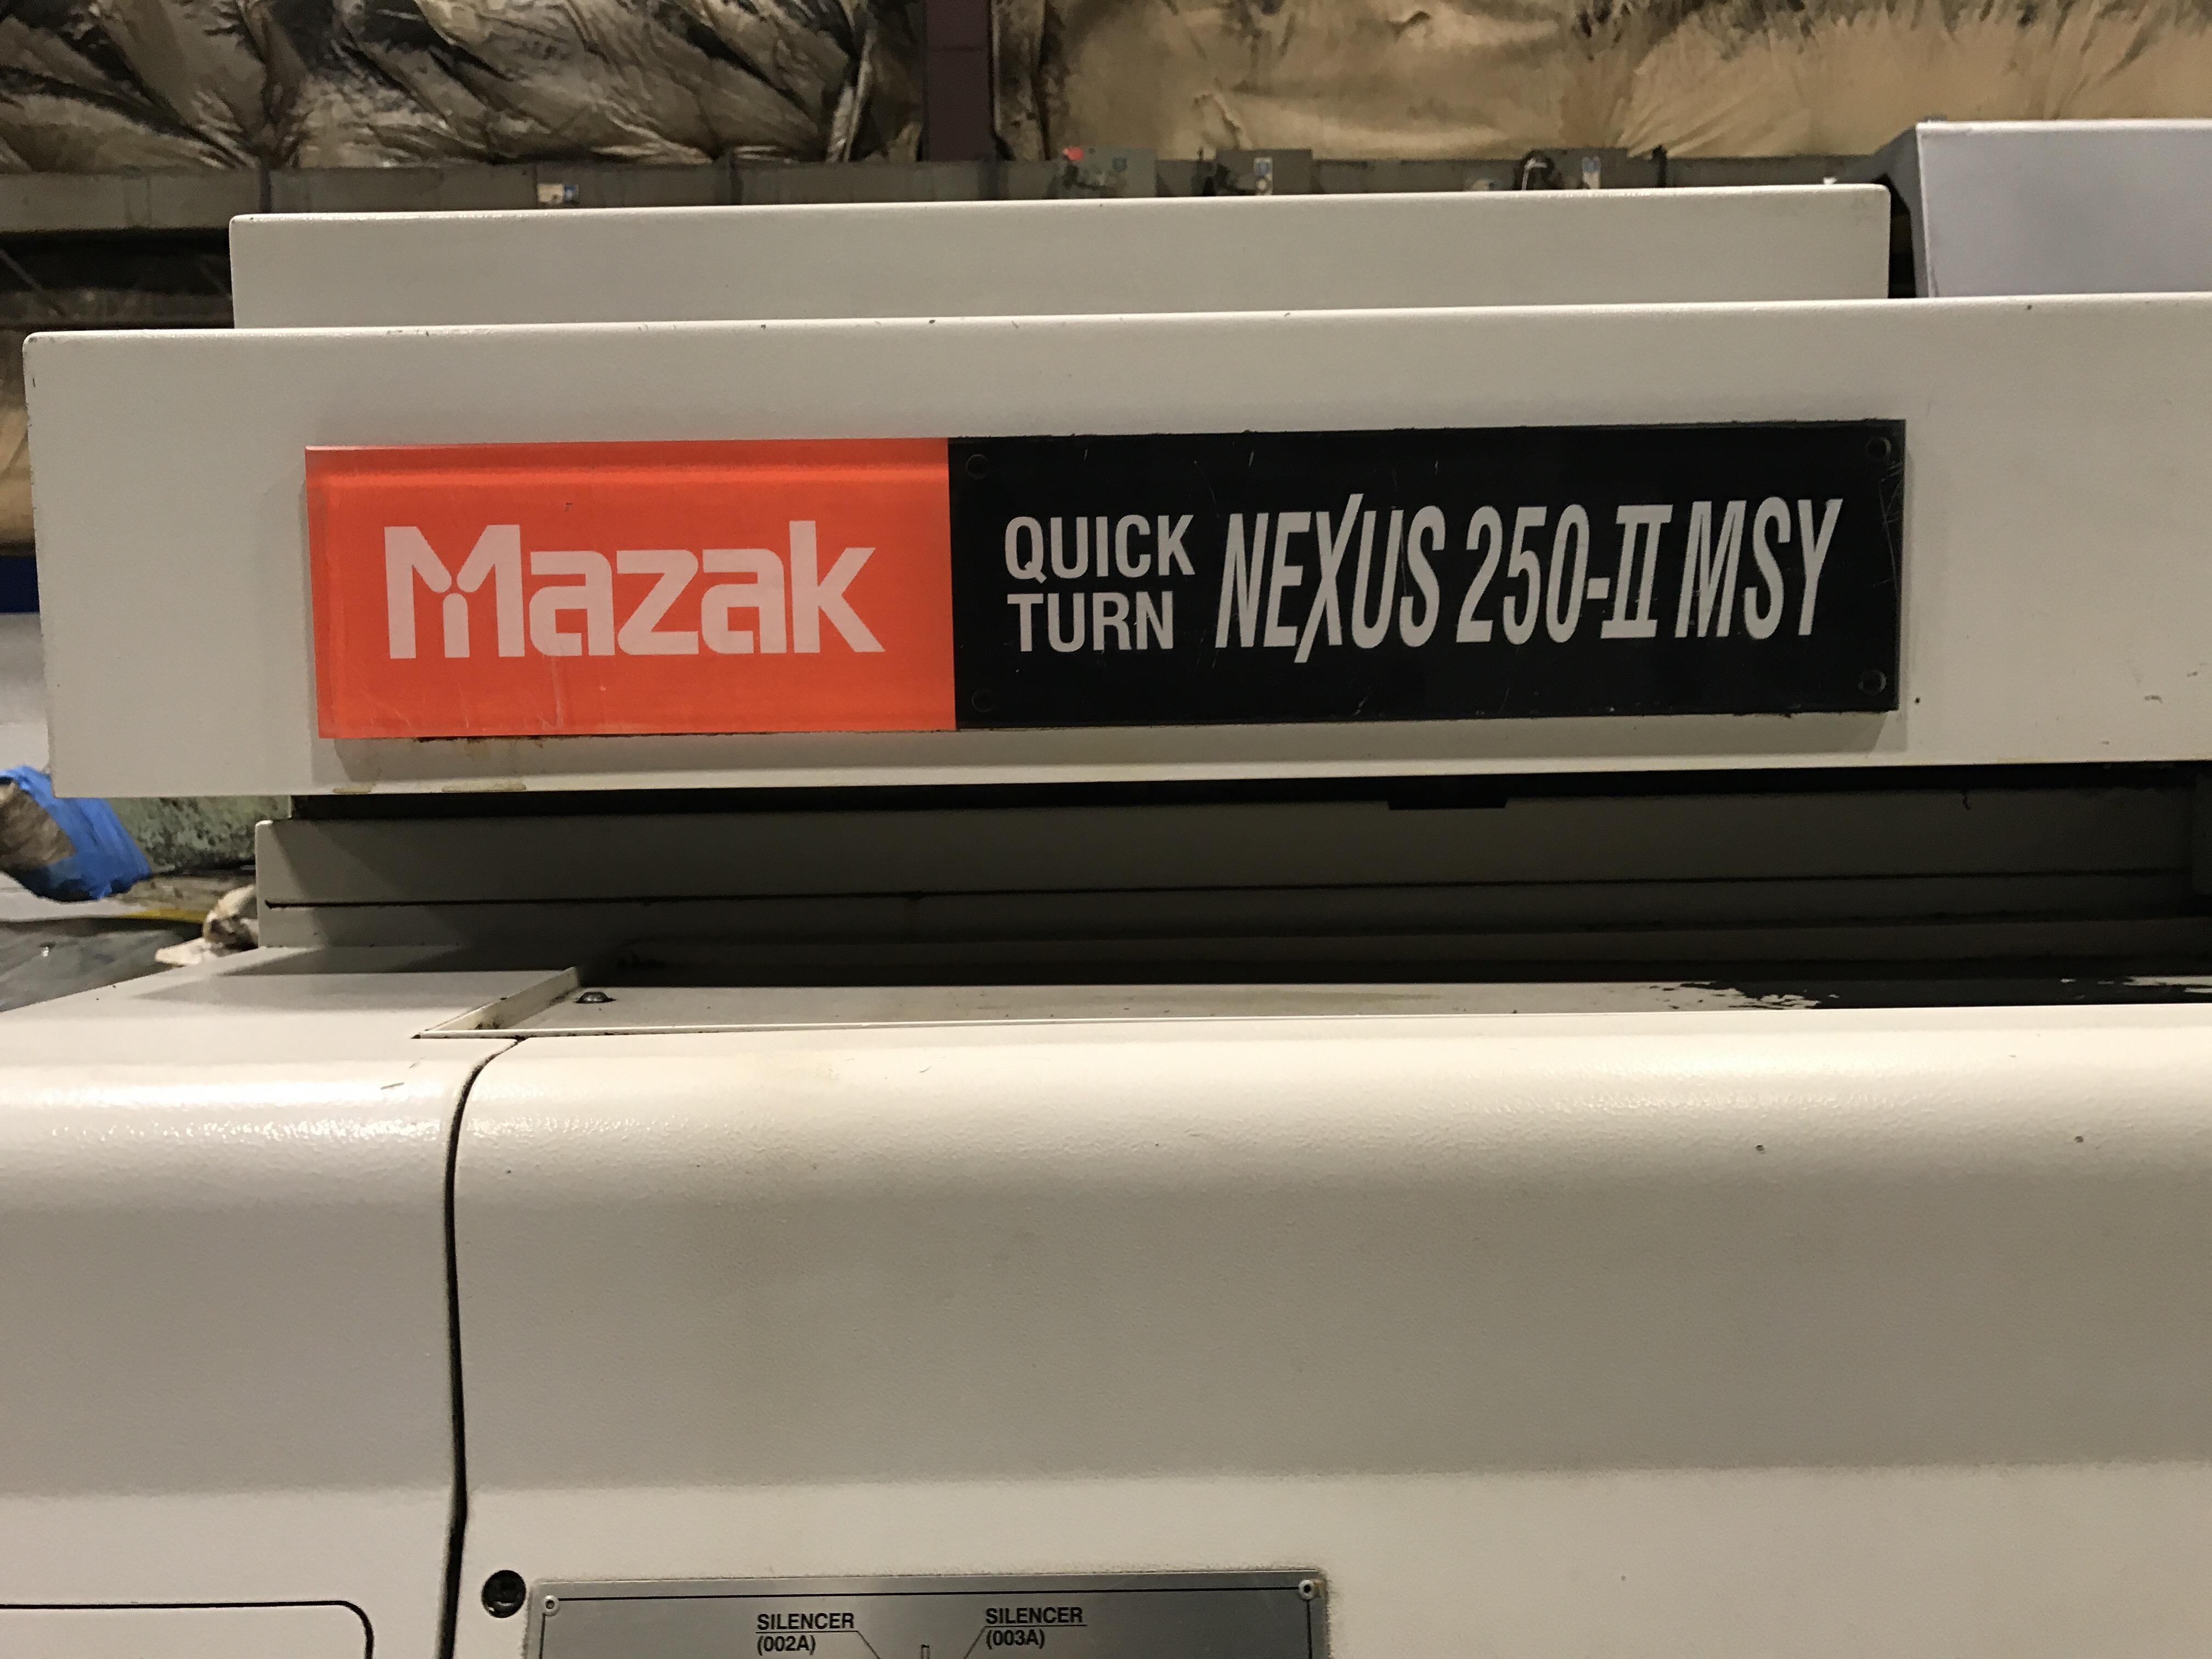 Mazak
QUICK
TURN
NEXUS 250-II MSY
SILENCER
(002A)
SILENCER
(003A)